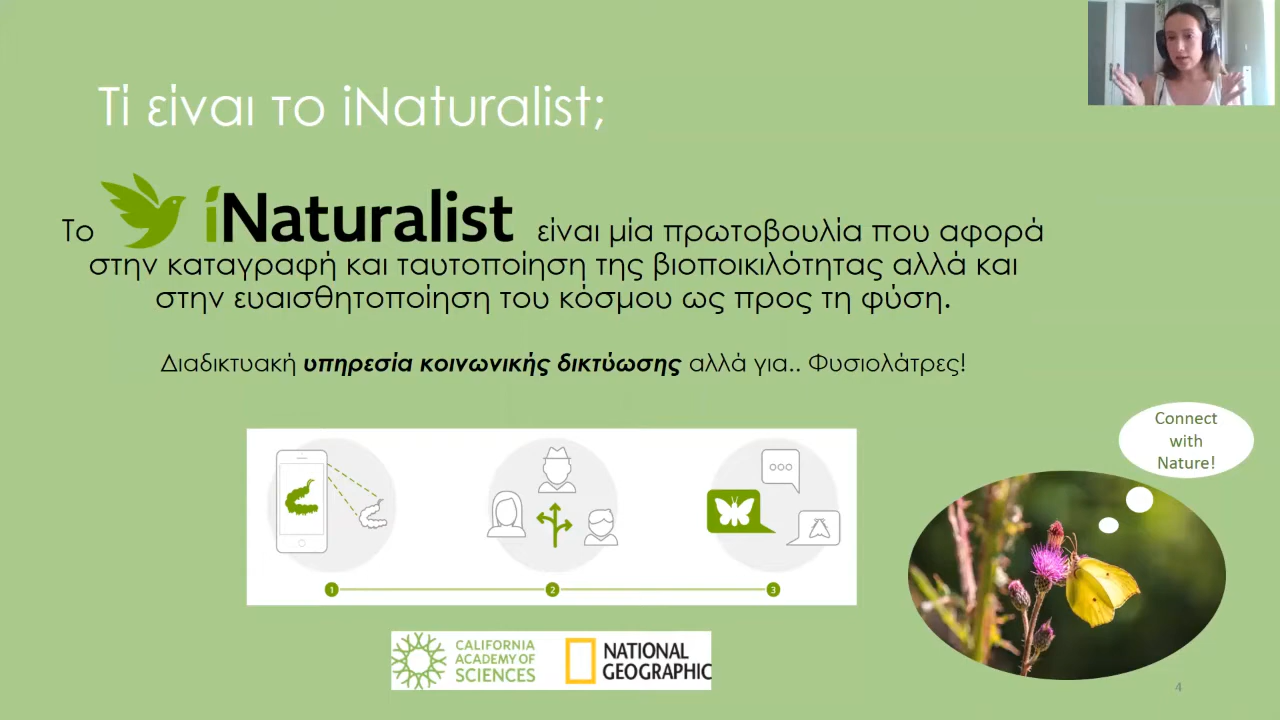 Τί είναι το iNaturalist;
Το iNaturalist είναι μία πρωτοβουλία που αφορά
στην καταγραφή και ταυτοποίηση της βιοποικιλότητας αλλά και
στην ευαισθητοποίηση του κόσμου ως προς τη φύση.
Διαδικτυακή υπηρεσία κοινωνικής δικτύωσης αλλά για.. Φυσιολάτρες!
Connect
with
Nature!
1 2 3
CALIFORNIA
ACADEMY OF
SCIENCES
NATIONAL
GEOGRAPHIC
4